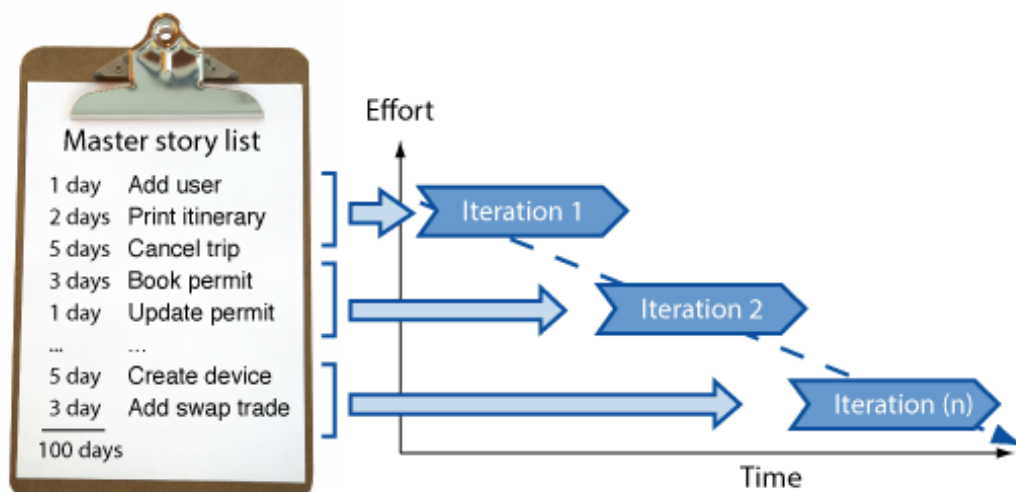 Master story list
1 day Add user
2 days Print itinerary
5 days Cancel trip
3 days Book permit
1 day Update permit
... ...
5 day Create device
3 day Add swap trade
100 days
Effort
Iteration 1
Iteration 2
Iteration (n)
Time